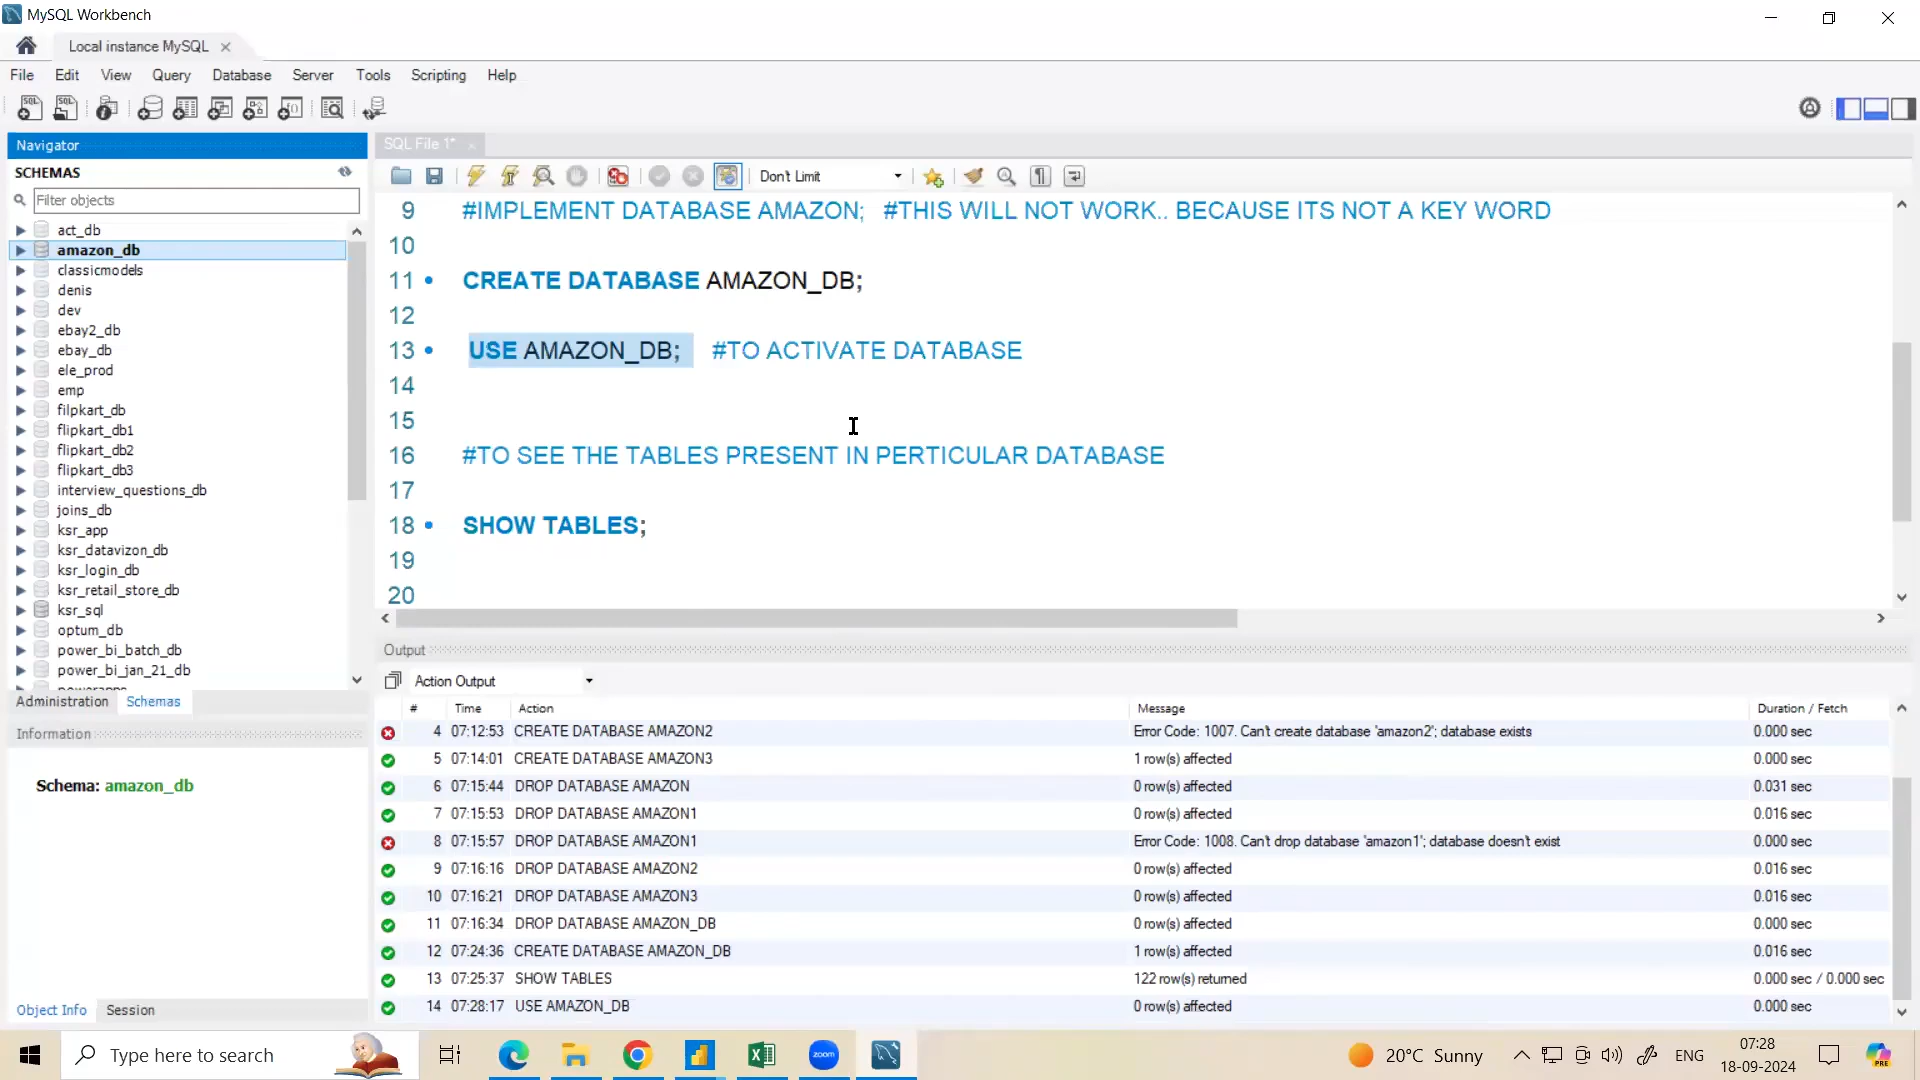 MySQL Workbench
Local instance MySQL
File Edit View Query Database Server Tools Scripting Help
Navigator
SCHEMAS
Filter objects
act_db
amazon_db
classicmodels
denis
dev
ebay2_db
ebay_db
ele_prod
emp
filpkart_db
flipkart_db1
flipkart_db2
flipkart_db3
interview_questions_db
joins_db
ksr_app
ksr_datavizon_db
ksr_login_db
ksr_retail_store_db
ksr_sql
optum_db
power_bi_batch_db
power_bi_jan_21_db
Administration Schemas
Information
Schema: amazon_db
Object Info Session
SQL File 1*
Don't Limit
9 #IMPLEMENT DATABASE AMAZON; #THIS WILL NOT WORK.. BECAUSE ITS NOT A KEY WORD
10
11 CREATE DATABASE AMAZON_DB;
12
13 USE AMAZON_DB; #TO ACTIVATE DATABASE
14
15
16 #TO SEE THE TABLES PRESENT IN PERTICULAR DATABASE
17
18 SHOW TABLES;
19
20
Output
Action Output
# Time Action Message Duration / Fetch
4 07:12:53 CREATE DATABASE AMAZON2 Error Code: 1007. Can't create database 'amazon2'; database exists 0.000 sec
5 07:14:01 CREATE DATABASE AMAZON3 1 row(s) affected 0.000 sec
6 07:15:44 DROP DATABASE AMAZON 0 row(s) affected 0.031 sec
7 07:15:53 DROP DATABASE AMAZON1 0 row(s) affected 0.016 sec
8 07:15:57 DROP DATABASE AMAZON1 Error Code: 1008. Can't drop database 'amazon1'; database doesn't exist 0.000 sec
9 07:16:16 DROP DATABASE AMAZON2 0 row(s) affected 0.016 sec
10 07:16:21 DROP DATABASE AMAZON3 0 row(s) affected 0.016 sec
11 07:16:34 DROP DATABASE AMAZON_DB 0 row(s) affected 0.000 sec
12 07:24:36 CREATE DATABASE AMAZON_DB 1 row(s) affected 0.016 sec
13 07:25:37 SHOW TABLES 122 row(s) returned 0.000 sec / 0.000 sec
14 07:28:17 USE AMAZON_DB 0 row(s) affected 0.000 sec
Type here to search
zoom
20°C Sunny
ENG
07:28
18-09-2024
PRE